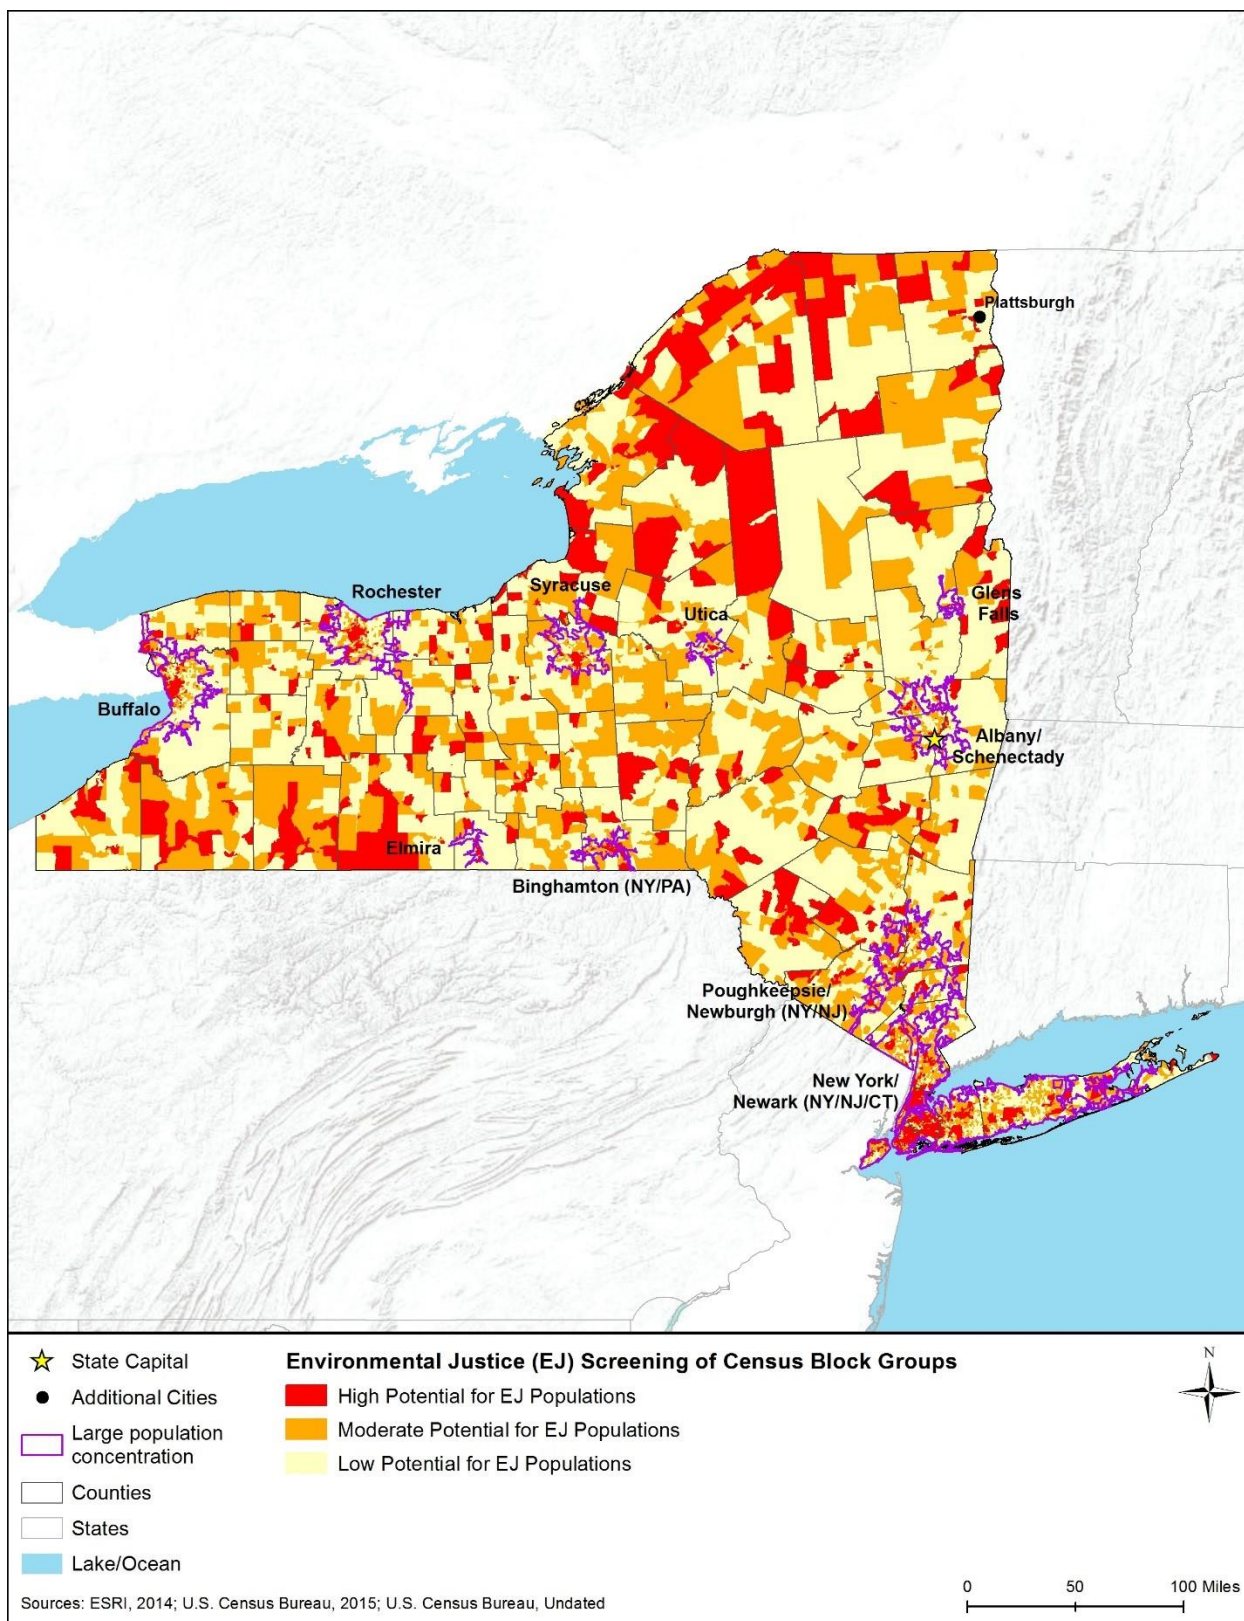 Plattsburgh
Rochester
Syracuse
Utica
Glens
Falls
Buffalo
Albany/
Schenectady
Elmira
Binghamton (NY/PA)
Poughkeepsie/
Newburgh (NY/NJ)
New York/
Newark (NY/NJ/CT)
State Capital
Additional Cities
Large population
concentration
Counties
States
Lake/Ocean
Environmental Justice (EJ) Screening of Census Block Groups
High Potential for EJ Populations
Moderate Potential for EJ Populations
Low Potential for EJ Populations
N
0 50 100 Miles
Sources: ESRI, 2014; U.S. Census Bureau, 2015; U.S. Census Bureau, Undated